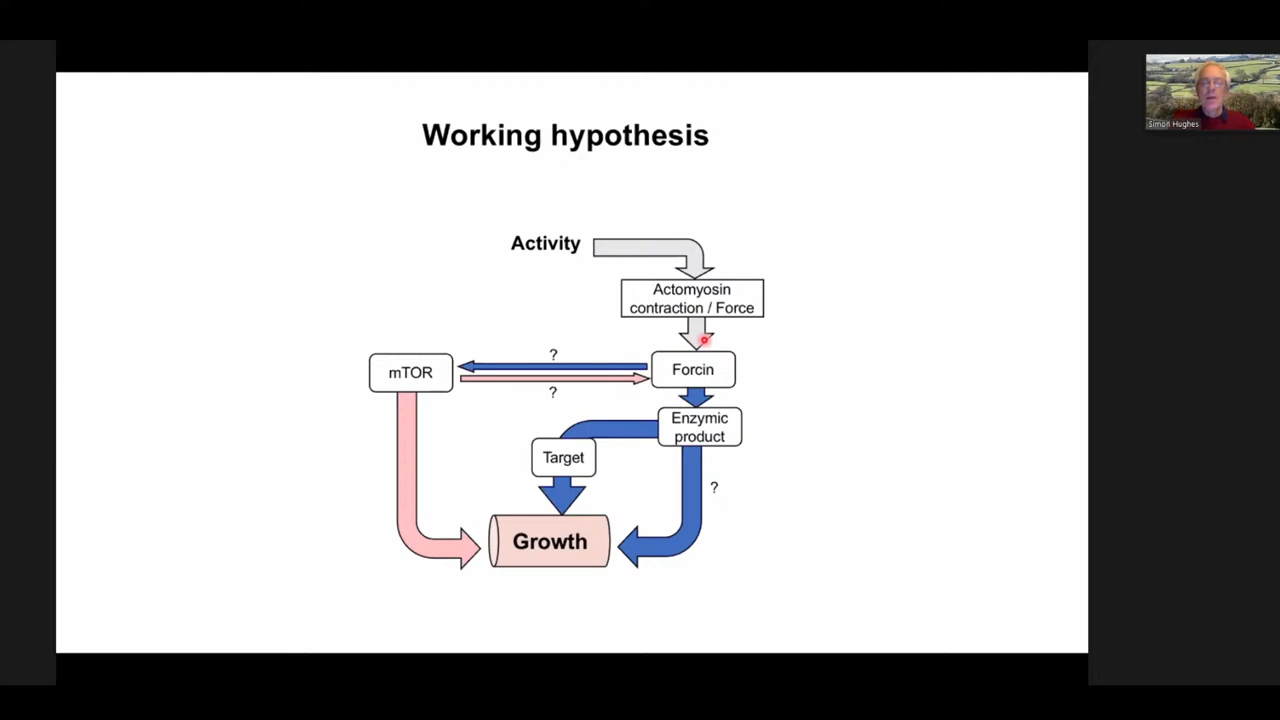 Working hypothesis
Simon Hughes
Activity
Actomyosin
contraction / Force
?
mTOR
Forcin
?
Enzymic
product
Target
?
Growth